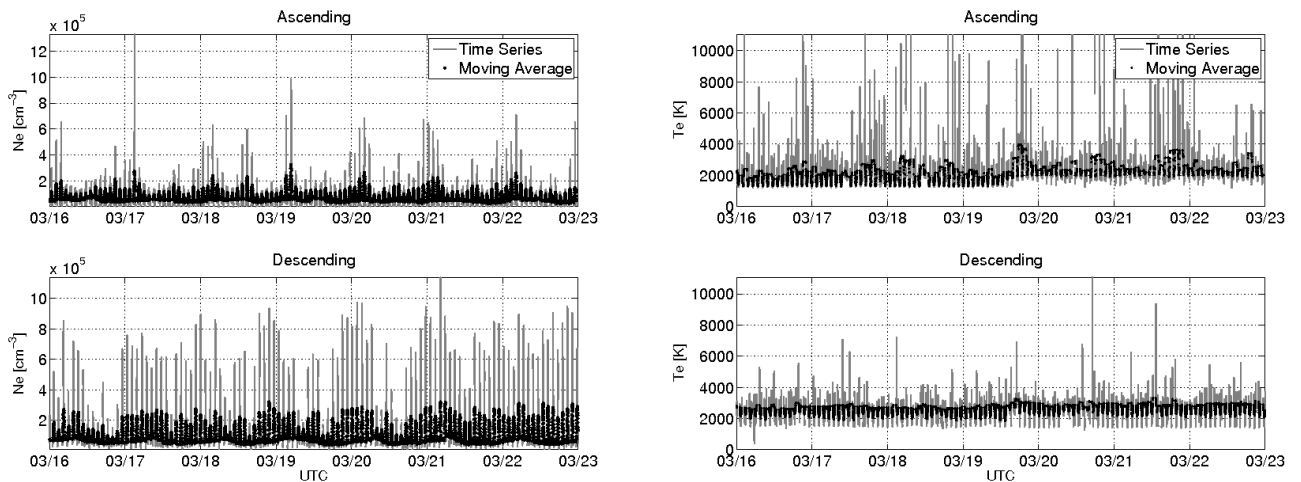 Ascending
x 10^5
Ne [cm^-3]
12
10
8
6
4
2
Time Series
Moving Average
03/16 03/17 03/18 03/19 03/20 03/21 03/22 03/23
Ascending
Te [K]
10000
8000
6000
4000
2000
0
Time Series
Moving Average
03/16 03/17 03/18 03/19 03/20 03/21 03/22 03/23
Descending
x 10^5
Ne [cm^-3]
10
8
6
4
2
03/16 03/17 03/18 03/19 03/20 03/21 03/22 03/23
UTC
Descending
Te [K]
10000
8000
6000
4000
2000
0
03/16 03/17 03/18 03/19 03/20 03/21 03/22 03/23
UTC